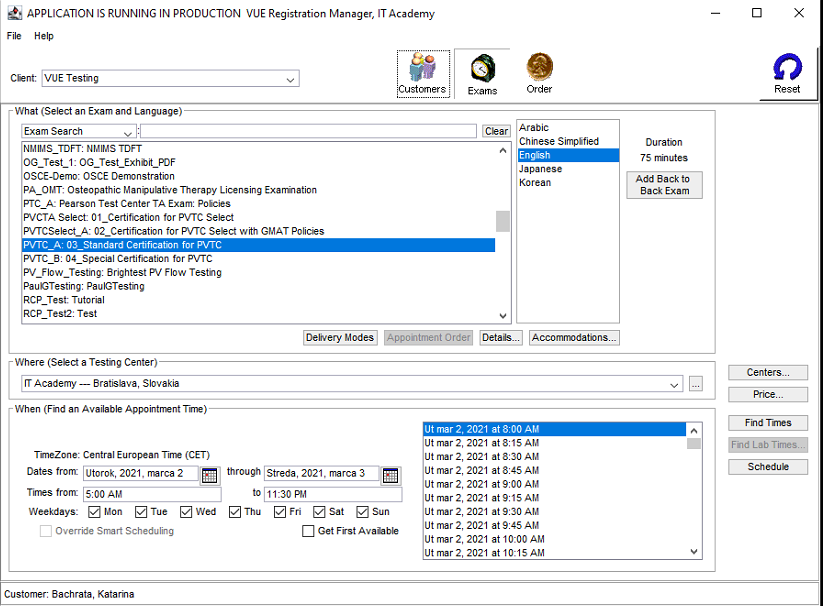 APPLICATION IS RUNNING IN PRODUCTION VUE Registration Manager, IT Academy
File Help
Client: VUE Testing
Customers Exams Order Reset
What (Select an Exam and Language)
Exam Search : Clear
NMIMS_TDFT: NMIMS TDFT
OG_Test_1: OG_Test_Exhibit_PDF
OSCE-Demo: OSCE Demonstration
PA_OMT: Osteopathic Manipulative Therapy Licensing Examination
PTC_A: Pearson Test Center TA Exam: Policies
PVCTA Select: 01_Certification for PVTC Select
PVTCSelect_A: 02_Certification for PVTC Select with GMAT Policies
PVTC_A: 03_Standard Certification for PVTC
PVTC_B: 04_Special Certification for PVTC
PV_Flow_Testing: Brightest PV Flow Testing
PaulGTesting: PaulGTesting
RCP_Test: Tutorial
RCP_Test2: Test
Arabic
Chinese Simplified
English
Japanese
Korean
Duration
75 minutes
Add Back to
Back Exam
Delivery Modes Appointment Order Details... Accommodations...
Where (Select a Testing Center)
IT Academy --- Bratislava, Slovakia ...
When (Find an Available Appointment Time)
TimeZone: Central European Time (CET)
Dates from: Utorok, 2021, marca 2 through Streda, 2021, marca 3
Times from: 5:00 AM to 11:30 PM
Weekdays: Mon Tue Wed Thu Fri Sat Sun
Override Smart Scheduling Get First Available
Ut mar 2, 2021 at 8:00 AM
Ut mar 2, 2021 at 8:15 AM
Ut mar 2, 2021 at 8:30 AM
Ut mar 2, 2021 at 8:45 AM
Ut mar 2, 2021 at 9:00 AM
Ut mar 2, 2021 at 9:15 AM
Ut mar 2, 2021 at 9:30 AM
Ut mar 2, 2021 at 9:45 AM
Ut mar 2, 2021 at 10:00 AM
Ut mar 2, 2021 at 10:15 AM
Centers...
Price...
Find Times
Find Lab Times...
Schedule
Customer: Bachrata, Katarina